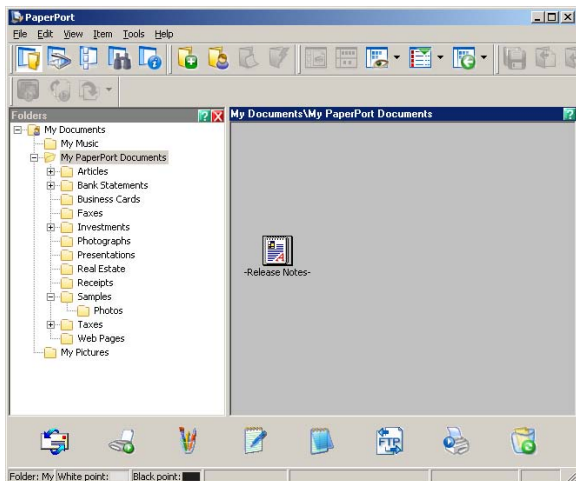 PaperPort
File Edit View Item Tools Help
Folders
My Documents\My PaperPort Documents
My Documents
My Music
My PaperPort Documents
Articles
Bank Statements
Business Cards
Faxes
Investments
Photographs
Presentations
Real Estate
Receipts
Samples
Photos
Taxes
Web Pages
My Pictures
-Release Notes-
FTP
Folder: My White point: Black point: